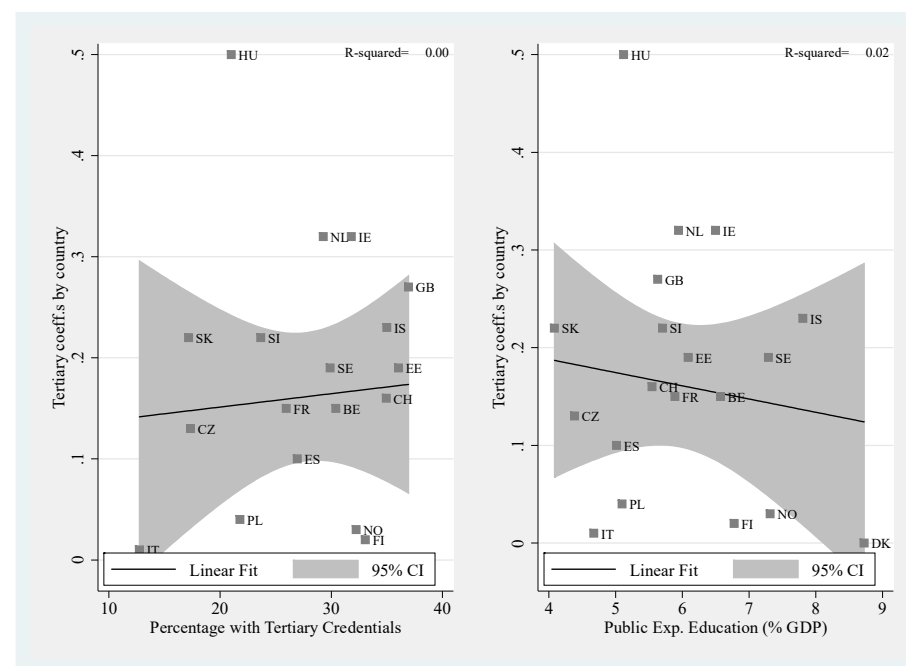 R-squared= 0.00
Tertiary coeff.s by country
.5
.4
.3
.2
.1
0
HU
NL
IE
GB
IS
SK
SI
SE
EE
CH
FR
BE
CZ
ES
PL
NO
FI
IT
Linear Fit
95% CI
10 20 30 40
Percentage with Tertiary Credentials
R-squared= 0.02
Tertiary coeff.s by country
.5
.4
.3
.2
.1
0
HU
NL
IE
GB
IS
SK
SI
EE
SE
CH
FR
BE
CZ
ES
PL
NO
FI
IT
DK
Linear Fit
95% CI
4 5 6 7 8 9
Public Exp. Education (% GDP)